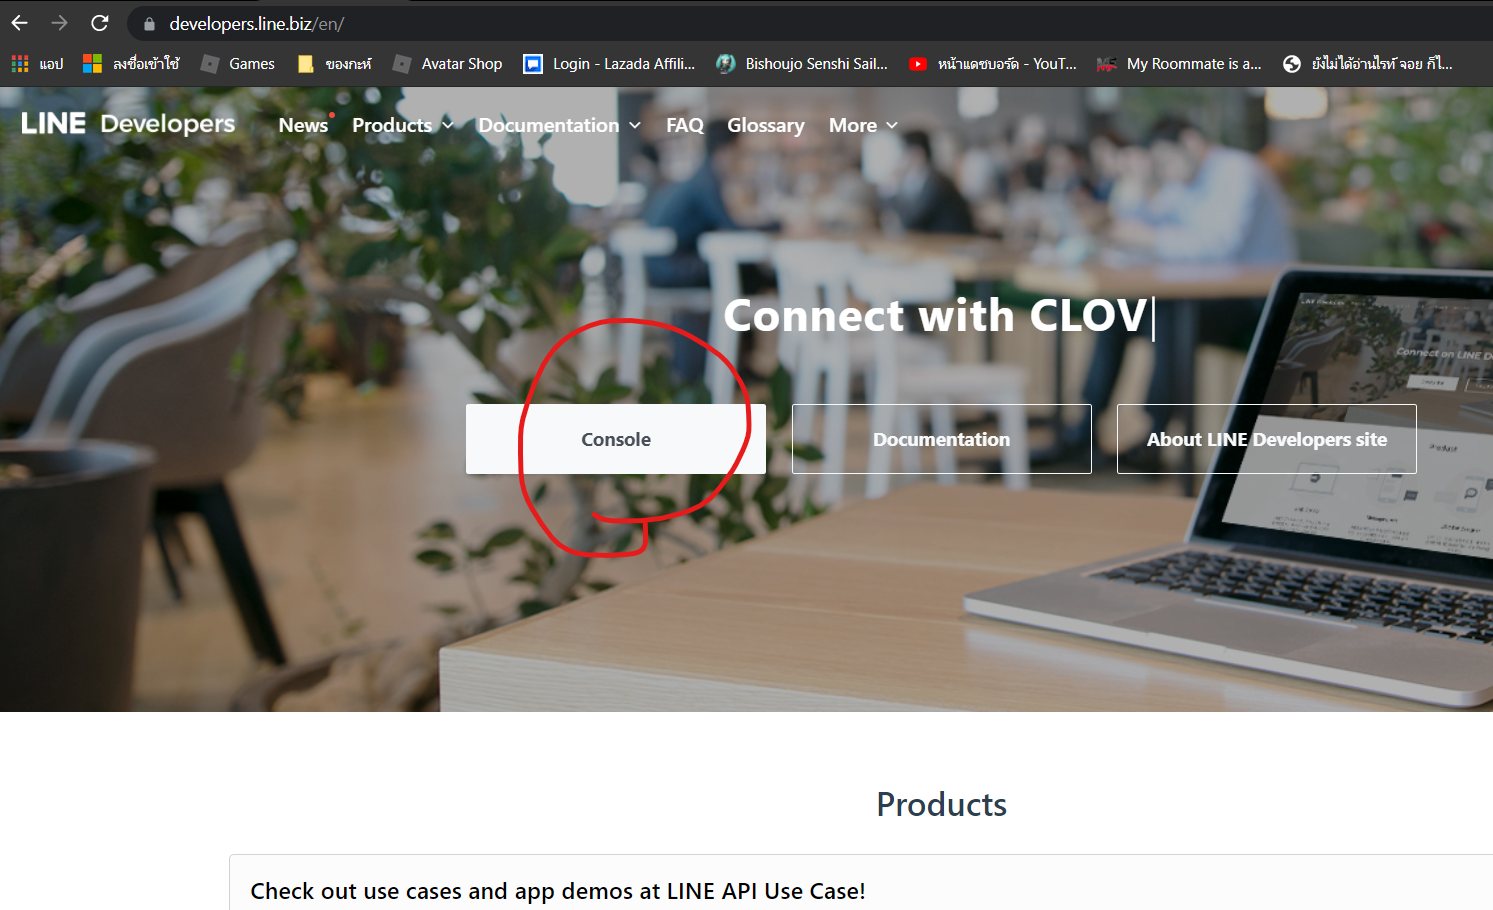 developers.line.biz/en/
แอป ลงชื่อเข้าใช้ Games ของกะห์ Avatar Shop Login - Lazada Affili... Bishoujo Senshi Sail... หน้าแดชบอร์ด - YouT... My Roommate is a... ยังไม่ได้อ่านไรท์ จอย ก็ไ...
LINE Developers News Products Documentation FAQ Glossary More
Connect with CLOV
Console Documentation About LINE Developers site
Products
Check out use cases and app demos at LINE API Use Case!